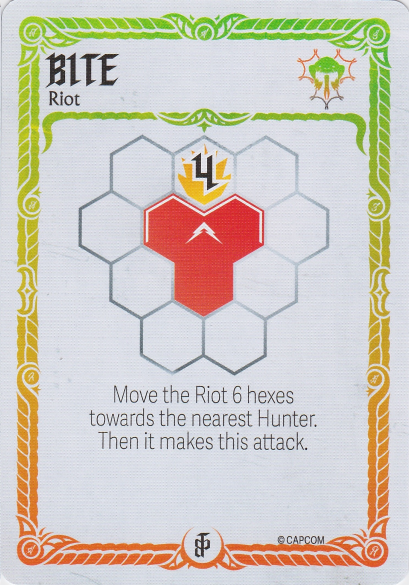 BITE
Riot
4
Move the Riot 6 hexes
towards the nearest Hunter.
Then it makes this attack.
© CAPCOM